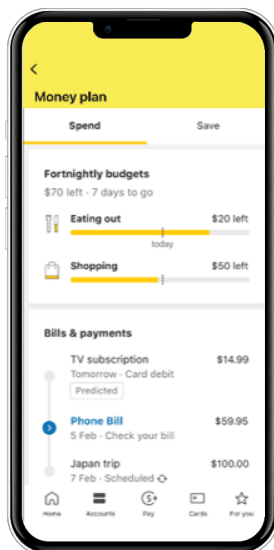 Money plan
Spend Save
Fortnightly budgets
$70 left - 7 days to go
Eating out $20 left
today
Shopping $50 left
Bills & payments
TV subscription $14.99
Tomorrow - Card debit
Predicted
Phone Bill $59.95
5 Feb - Check your bill
Japan trip $100.00
7 Feb - Scheduled
Home Accounts Pay Cards For you